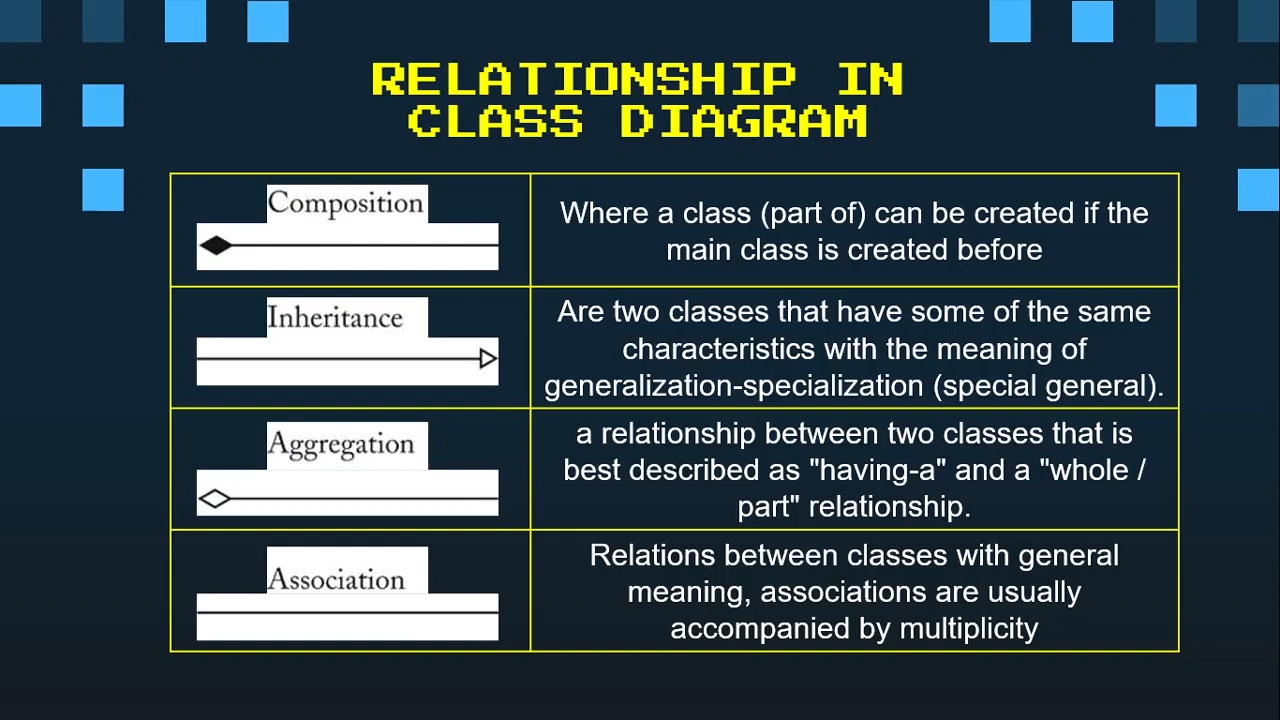 RELATIONSHIP IN
CLASS DIAGRAM
Composition
Where a class (part of) can be created if the
main class is created before
Inheritance
Are two classes that have some of the same
characteristics with the meaning of
generalization-specialization (special general).
Aggregation
a relationship between two classes that is
best described as "having-a" and a "whole /
part" relationship.
Association
Relations between classes with general
meaning, associations are usually
accompanied by multiplicity